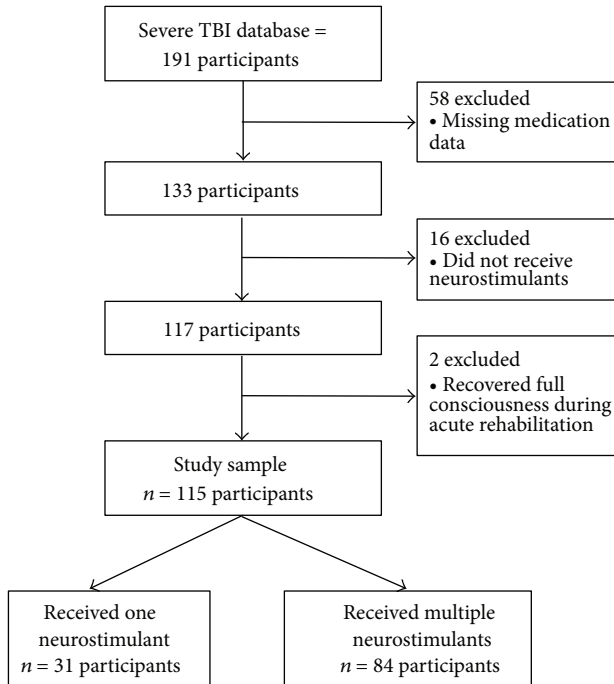 Severe TBI database =
191 participants
58 excluded
• Missing medication
data
133 participants
16 excluded
• Did not receive
neurostimulants
117 participants
2 excluded
• Recovered full
consciousness during
acute rehabilitation
Study sample
n = 115 participants
Received one
neurostimulant
n = 31 participants
Received multiple
neurostimulants
n = 84 participants